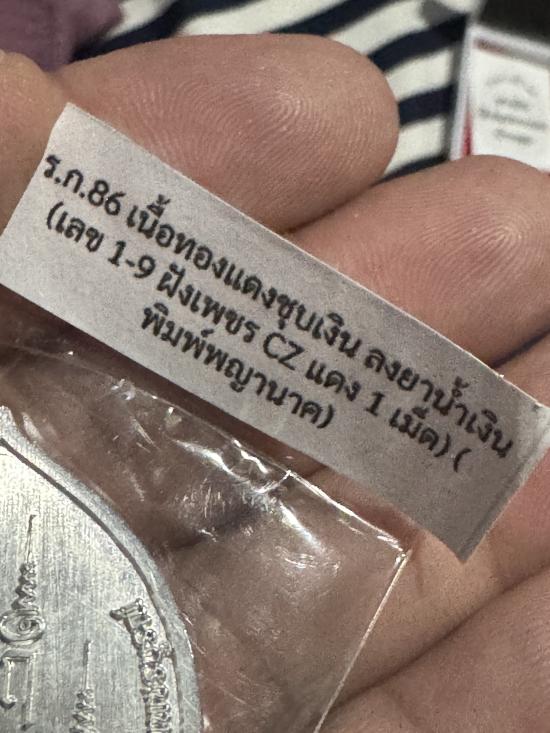 ร.ก.86 เนื้อทองแดงชุบเงิน ลงยาน้ำเงิน
(เลข 1-9 ฝังเพชร CZ แดง 1 เม็ด) (
พิมพ์พญานาค)